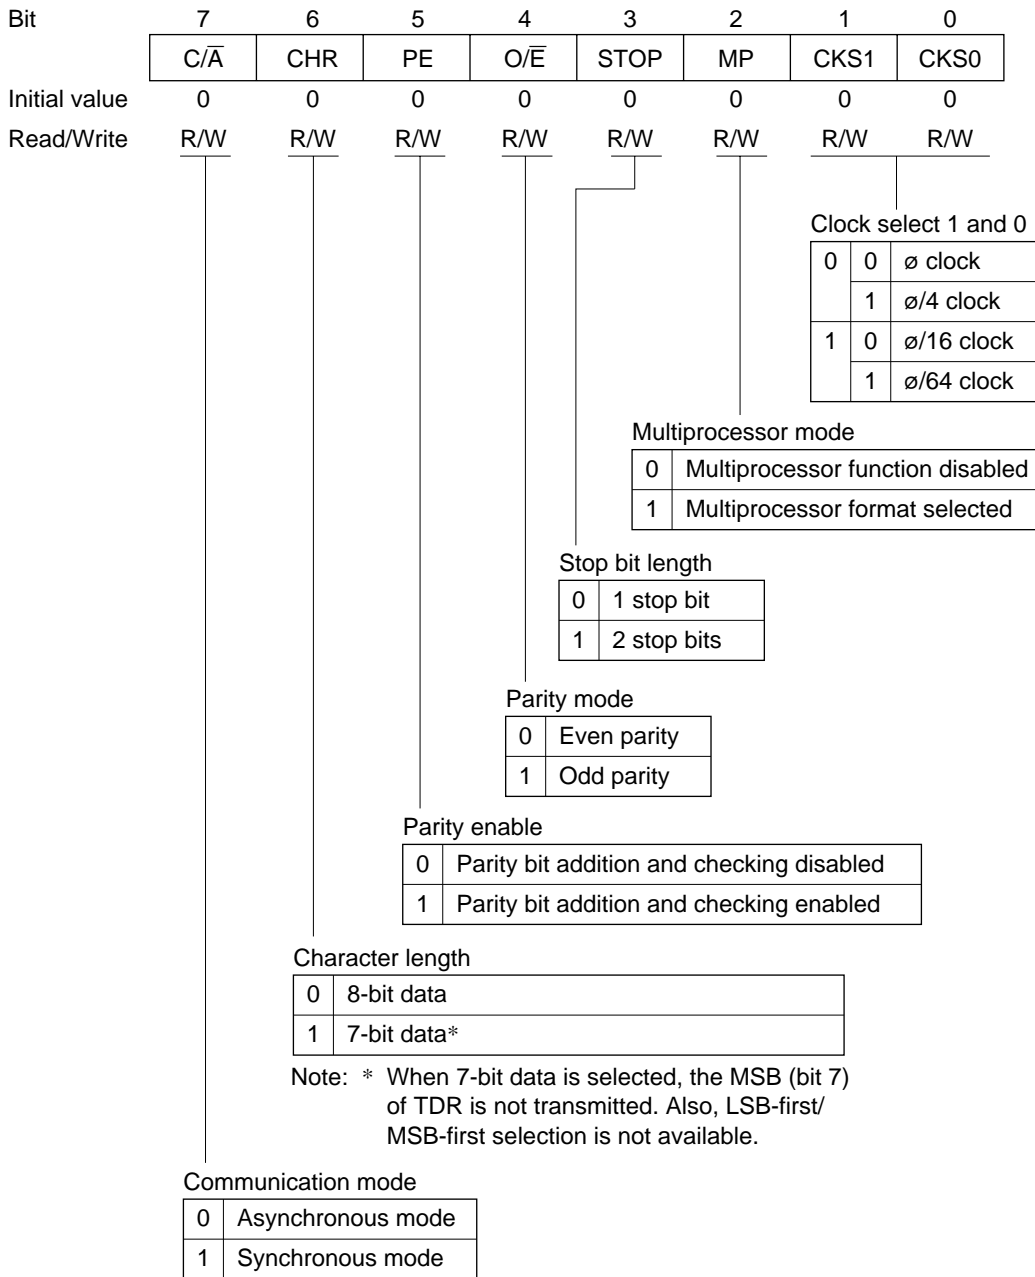 Bit 7 6 5 4 3 2 1 0
C/A̅ CHR PE O/E̅ STOP MP CKS1 CKS0
Initial value 0 0 0 0 0 0 0 0
Read/Write R/W R/W R/W R/W R/W R/W R/W R/W
Clock select 1 and 0
0 0 ø clock
1 ø/4 clock
1 0 ø/16 clock
1 ø/64 clock
Multiprocessor mode
0 Multiprocessor function disabled
1 Multiprocessor format selected
Stop bit length
0 1 stop bit
1 2 stop bits
Parity mode
0 Even parity
1 Odd parity
Parity enable
0 Parity bit addition and checking disabled
1 Parity bit addition and checking enabled
Character length
0 8-bit data
1 7-bit data*
Note: * When 7-bit data is selected, the MSB (bit 7)
of TDR is not transmitted. Also, LSB-first/
MSB-first selection is not available.
Communication mode
0 Asynchronous mode
1 Synchronous mode